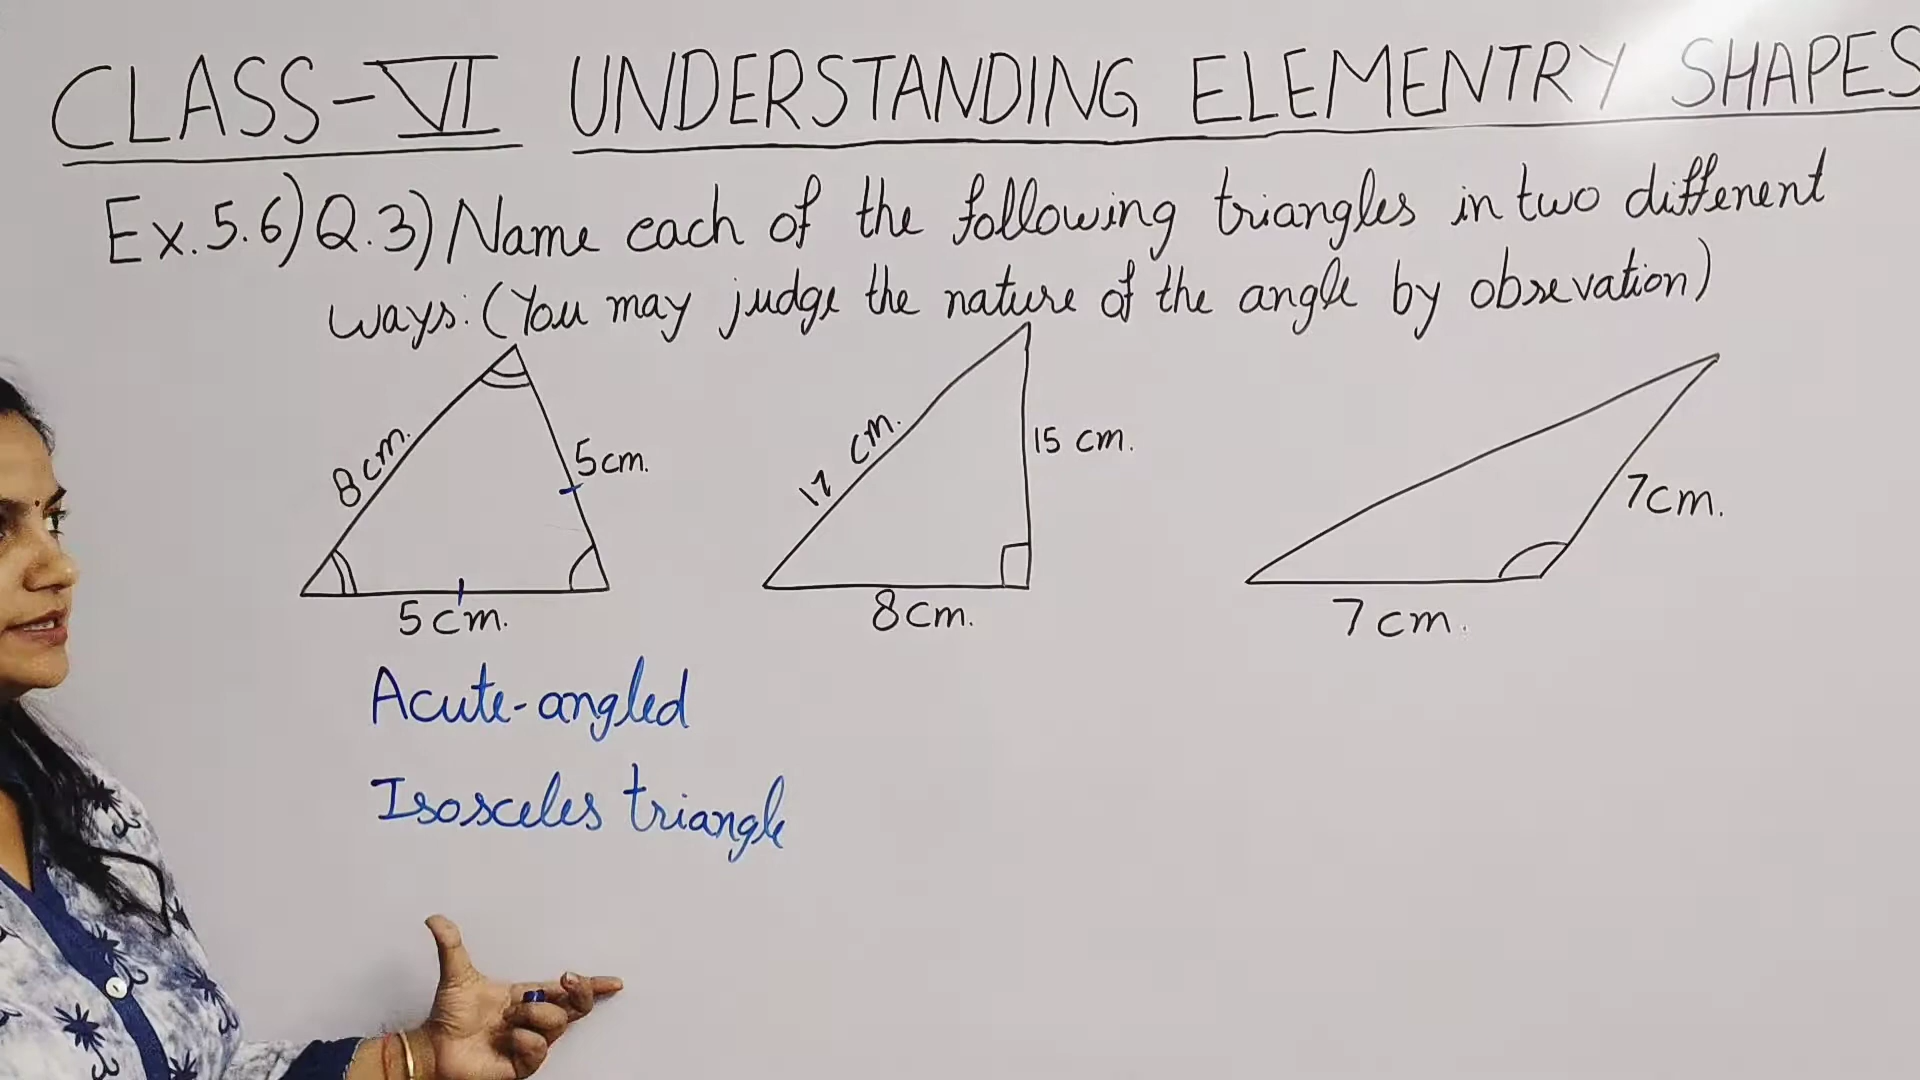 CLASS-VI UNDERSTANDING ELEMENTRY SHAPES
Ex.5.6) Q.3) Name each of the following triangles in two different
ways: (You may judge the nature of the angle by obsevation)
8cm.
5cm.
5cm.
17 cm.
15 cm.
8cm.
7cm.
7cm.
Acute-angled
Isosceles triangle